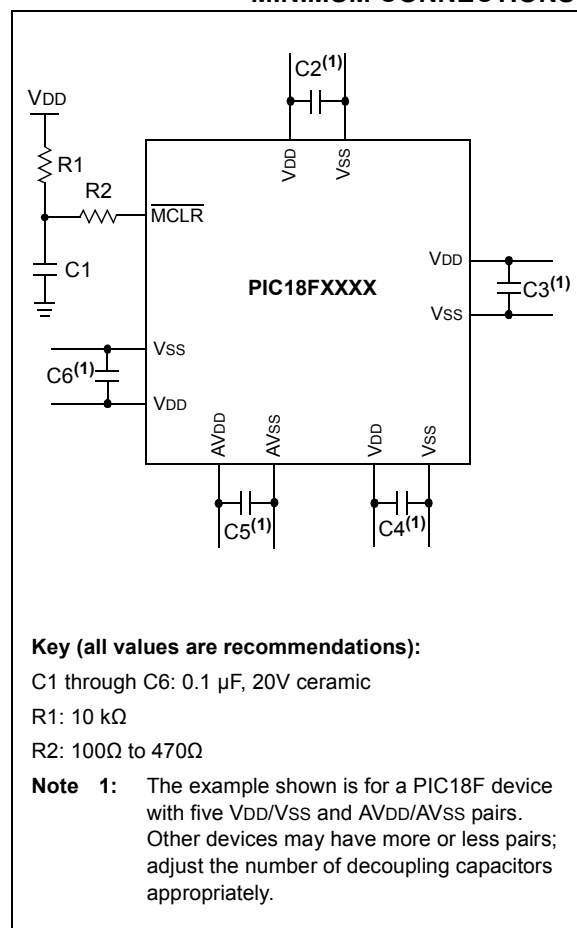 C2(1)
VDD
R1
R2
C1
VDD
VSS
MCLR
PIC18FXXXX
VDD
VSS
C3(1)
VSS
VDD
C6(1)
AVDD
AVSS
VDD
VSS
C5(1)
C4(1)
Key (all values are recommendations):
C1 through C6: 0.1 µF, 20V ceramic
R1: 10 kΩ
R2: 100Ω to 470Ω
Note 1: The example shown is for a PIC18F device
with five VDD/VSS and AVDD/AVSS pairs.
Other devices may have more or less pairs;
adjust the number of decoupling capacitors
appropriately.